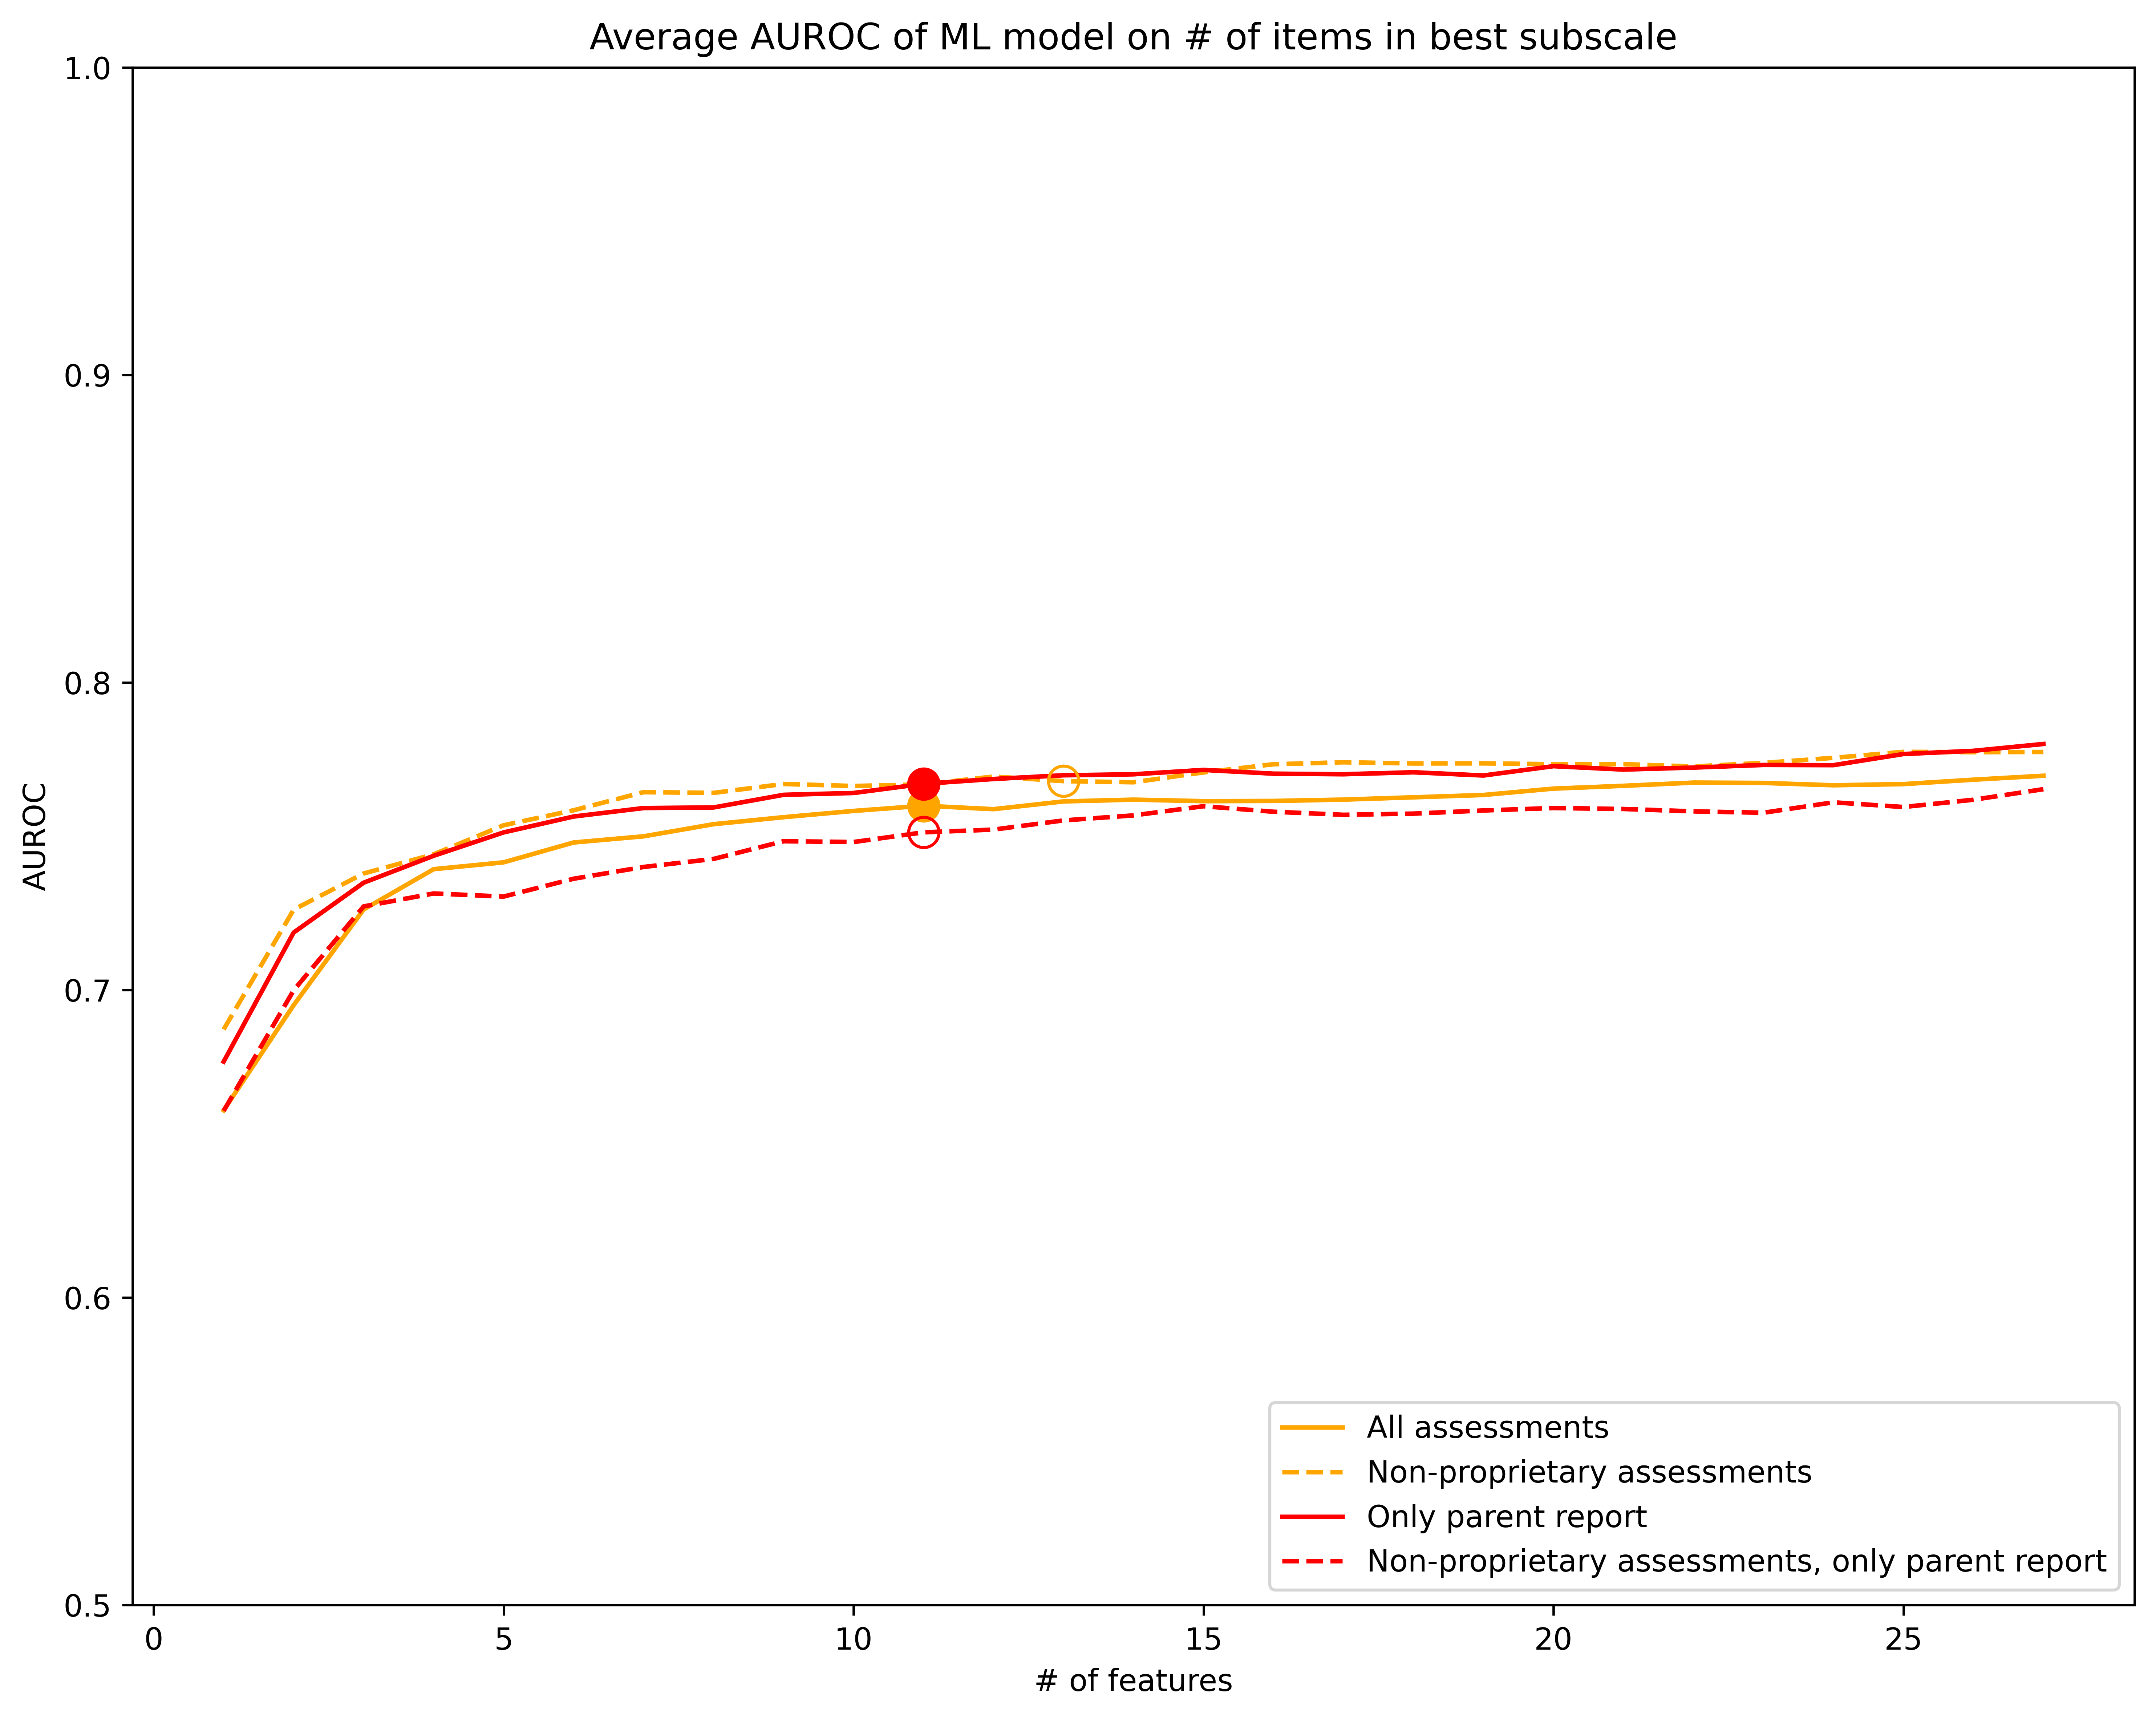 Average AUROC of ML model on # of items in best subscale
1.0
0.9
0.8
0.7
0.6
0.5
AUROC
0 5 10 15 20 25
# of features
All assessments
Non-proprietary assessments
Only parent report
Non-proprietary assessments, only parent report